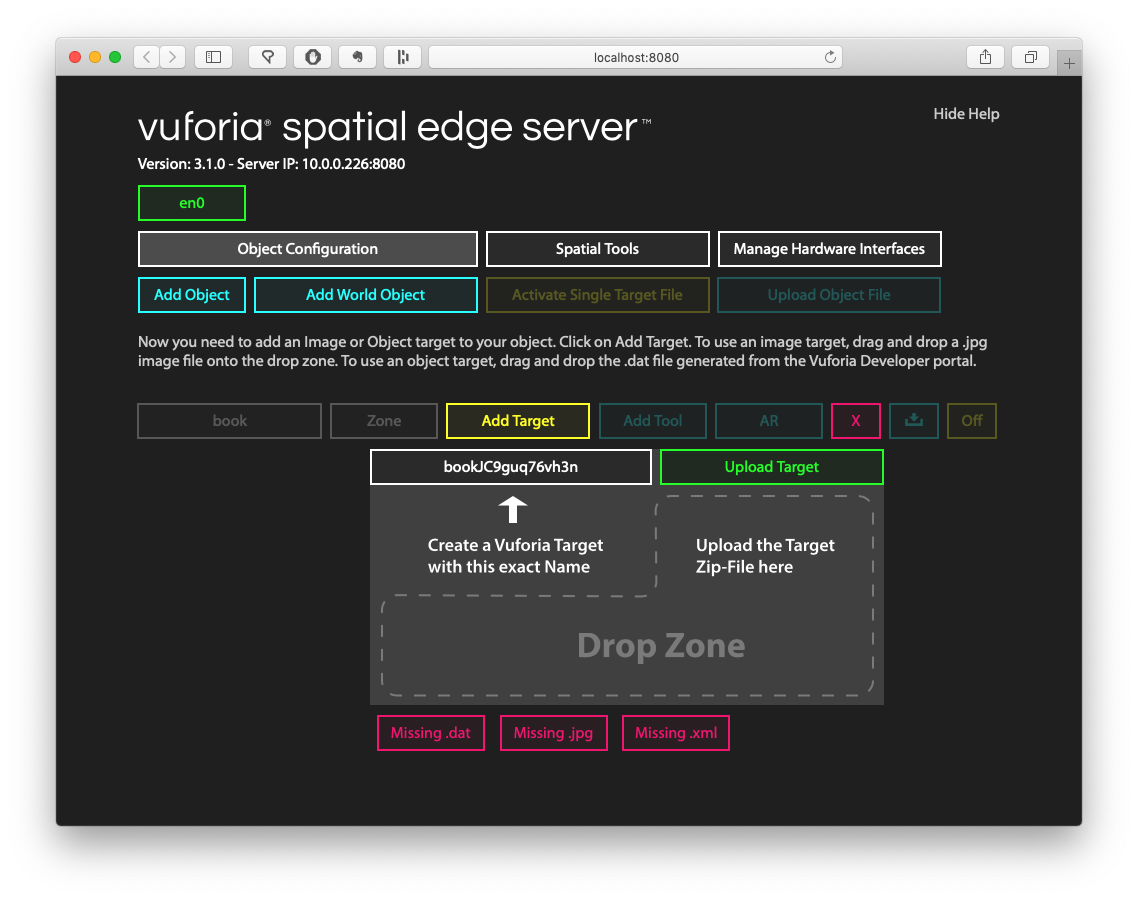 localhost:8080
Hide Help
vuforia® spatial edge server™
Version: 3.1.0 - Server IP: 10.0.0.226:8080
en0
Object Configuration
Spatial Tools
Manage Hardware Interfaces
Add Object
Add World Object
Activate Single Target File
Upload Object File
Now you need to add an Image or Object target to your object. Click on Add Target. To use an image target, drag and drop a .jpg
image file onto the drop zone. To use an object target, drag and drop the .dat file generated from the Vuforia Developer portal.
book
Zone
Add Target
Add Tool
AR
X
Off
bookJC9guq76vh3n
Upload Target
Create a Vuforia Target
with this exact Name
Upload the Target
Zip-File here
Drop Zone
Missing .dat
Missing .jpg
Missing .xml